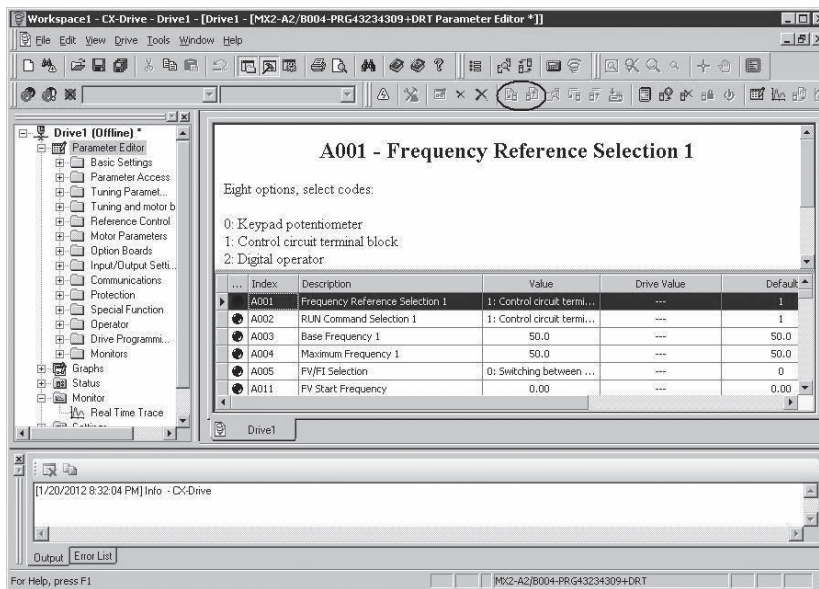 Workspace1 - CX-Drive - Drive1 - [Drive1 - [MX2-A2/B004-PRG43234309+DRT Parameter Editor *]]
File Edit View Drive Tools Window Help
Drive1 (Offline) *
Parameter Editor
Basic Settings
Parameter Access
Tuning Paramet...
Tuning and motor b
Reference Control
Motor Parameters
Option Boards
Input/Output Setti...
Communications
Protection
Special Function
Operator
Drive Programmi...
Monitors
Graphs
Status
Monitor
Real Time Trace
A001 - Frequency Reference Selection 1
Eight options, select codes:
0: Keypad potentiometer
1: Control circuit terminal block
2: Digital operator
... Index Description Value Drive Value Default
A001 Frequency Reference Selection 1 1: Control circuit termi... --- 1
A002 RUN Command Selection 1 1: Control circuit termi... --- 1
A003 Base Frequency 1 50.0 --- 50.0
A004 Maximum Frequency 1 50.0 --- 50.0
A005 FV/FI Selection 0: Switching between ... --- 0
A011 FV Start Frequency 0.00 --- 0.00
Drive1
[1/20/2012 8:32:04 PM] Info - CX-Drive
Output Error List
For Help, press F1 MX2-A2/B004-PRG43234309+DRT